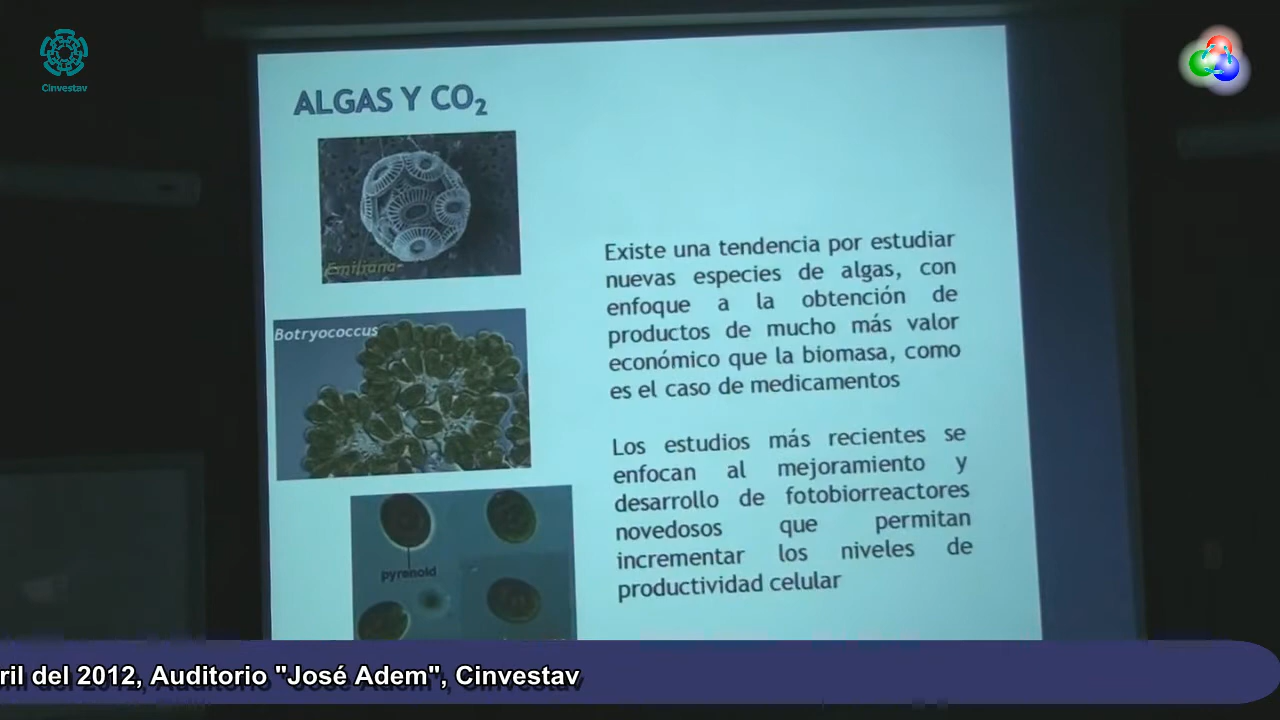 Cinvestav
ALGAS Y CO₂
Emiliana-
Botryococcus
pyrenoid
Existe una tendencia por estudiar
nuevas especies de algas, con
enfoque a la obtención de
productos de mucho más valor
económico que la biomasa, como
es el caso de medicamentos
Los estudios más recientes se
enfocan al mejoramiento y
desarrollo de fotobiorreactores
novedosos que permitan
incrementar los niveles de
productividad celular
ril del 2012, Auditorio "José Adem", Cinvestav